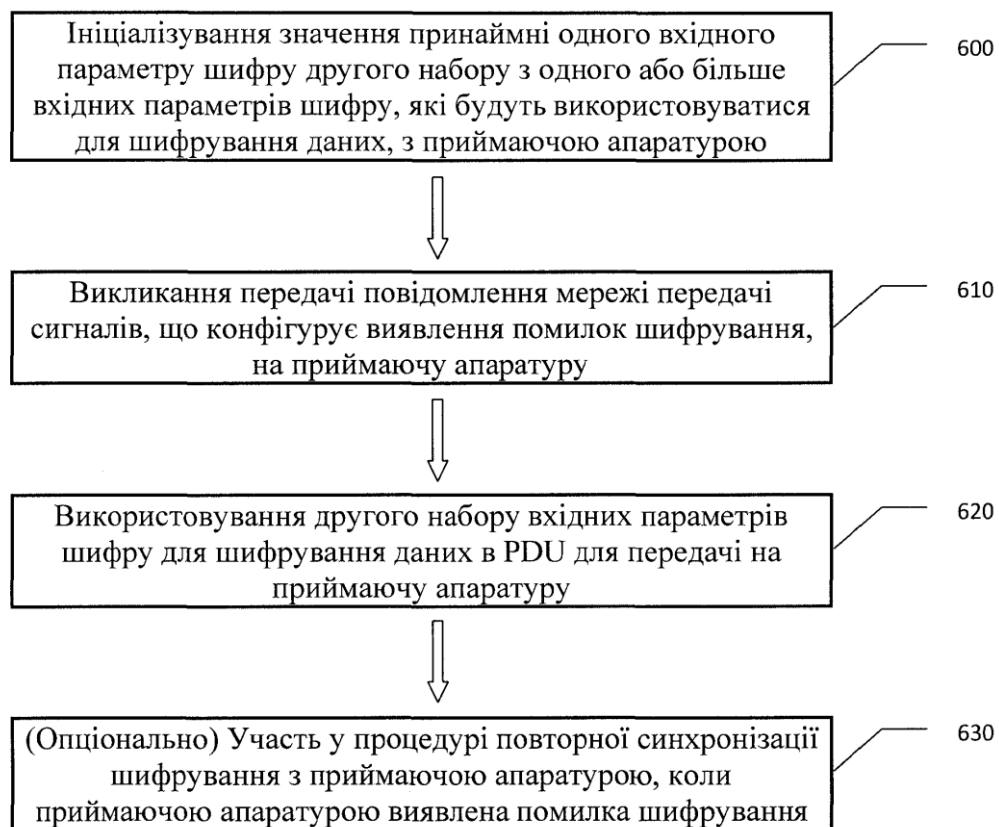 Ініціалізування значення принаймні одного вхідного
параметру шифру другого набору з одного або більше
вхідних параметрів шифру, які будуть використовуватися
для шифрування даних, з приймаючою апаратурою
600
Викликання передачі повідомлення мережі передачі
сигналів, що конфігурує виявлення помилок шифрування,
на приймаючу апаратуру
610
Використовування другого набору вхідних параметрів
шифру для шифрування даних в PDU для передачі на
приймаючу апаратуру
620
(Опціонально) Участь у процедурі повторної синхронізації
шифрування з приймаючою апаратурою, коли
приймаючою апаратурою виявлена помилка шифрування
630